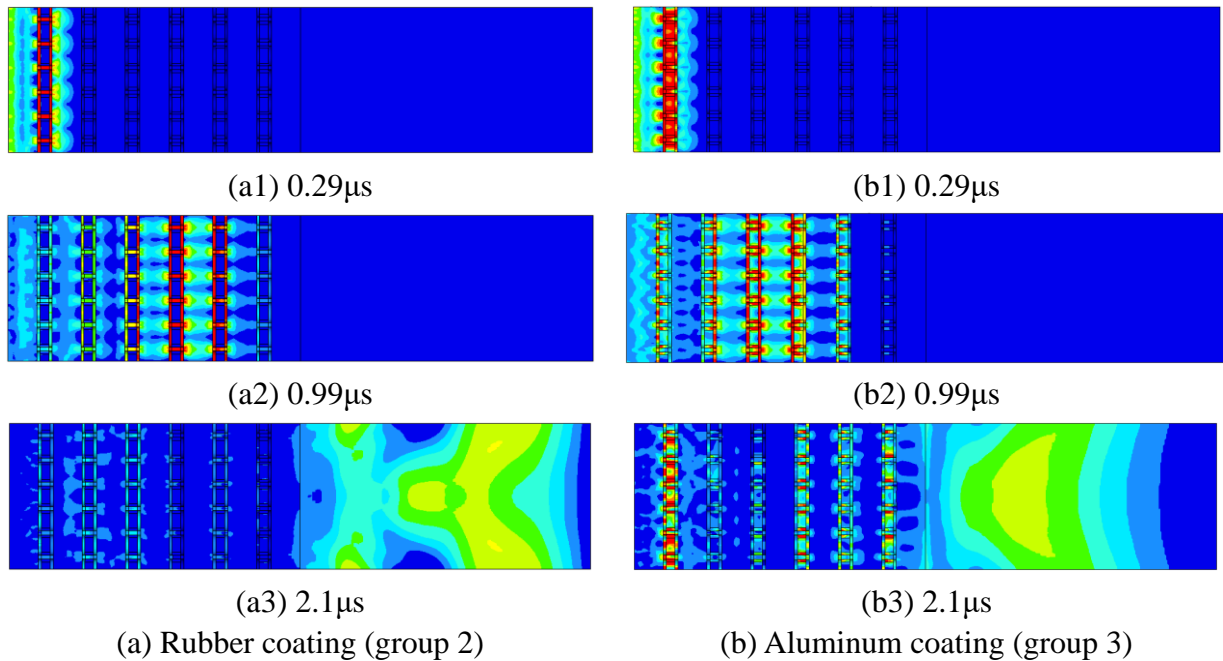 (a1) 0.29μs
(b1) 0.29μs
(a2) 0.99μs
(b2) 0.99μs
(a3) 2.1μs
(b3) 2.1μs
(a) Rubber coating (group 2)
(b) Aluminum coating (group 3)